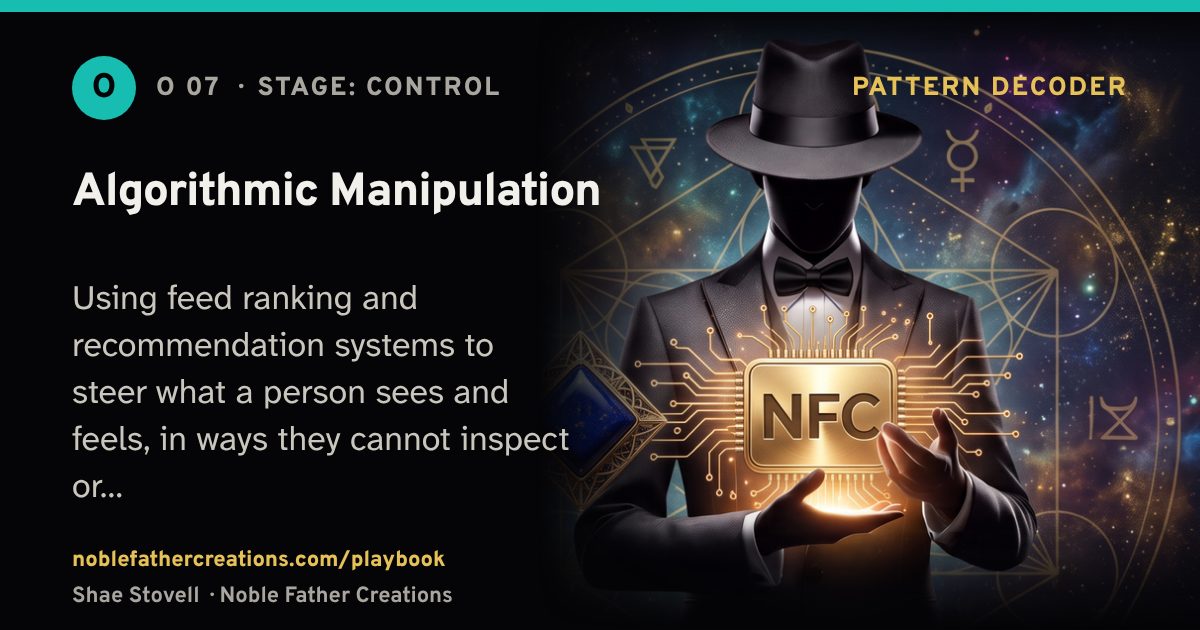 O
O 07 · STAGE: CONTROL
PATTERN DECODER
Algorithmic Manipulation
Using feed ranking and
recommendation systems to
steer what a person sees and
feels, in ways they cannot inspect
or...
NFC
noblefathercreations.com/playbook
Shae Stovell · Noble Father Creations